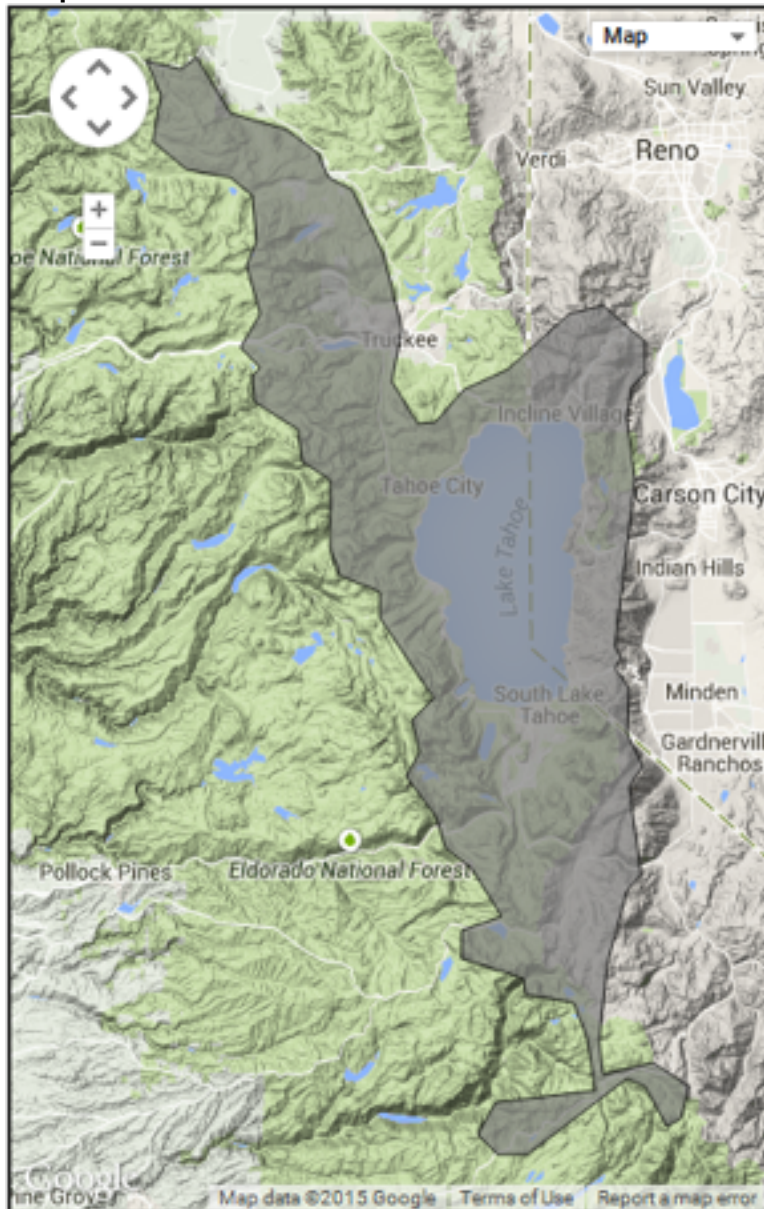 Map
Sun Valley
Verdi
Reno
oe National Forest
Truckee
Incline Village
Tahoe City
Carson City
Lake Tahoe
Indian Hills
South Lake
Tahoe
Minden
Gardnervill
Ranchos
Pollock Pines
Eldorado National Forest
Google
hine Grove
Map data ©2015 Google
Terms of Use
Report a map error